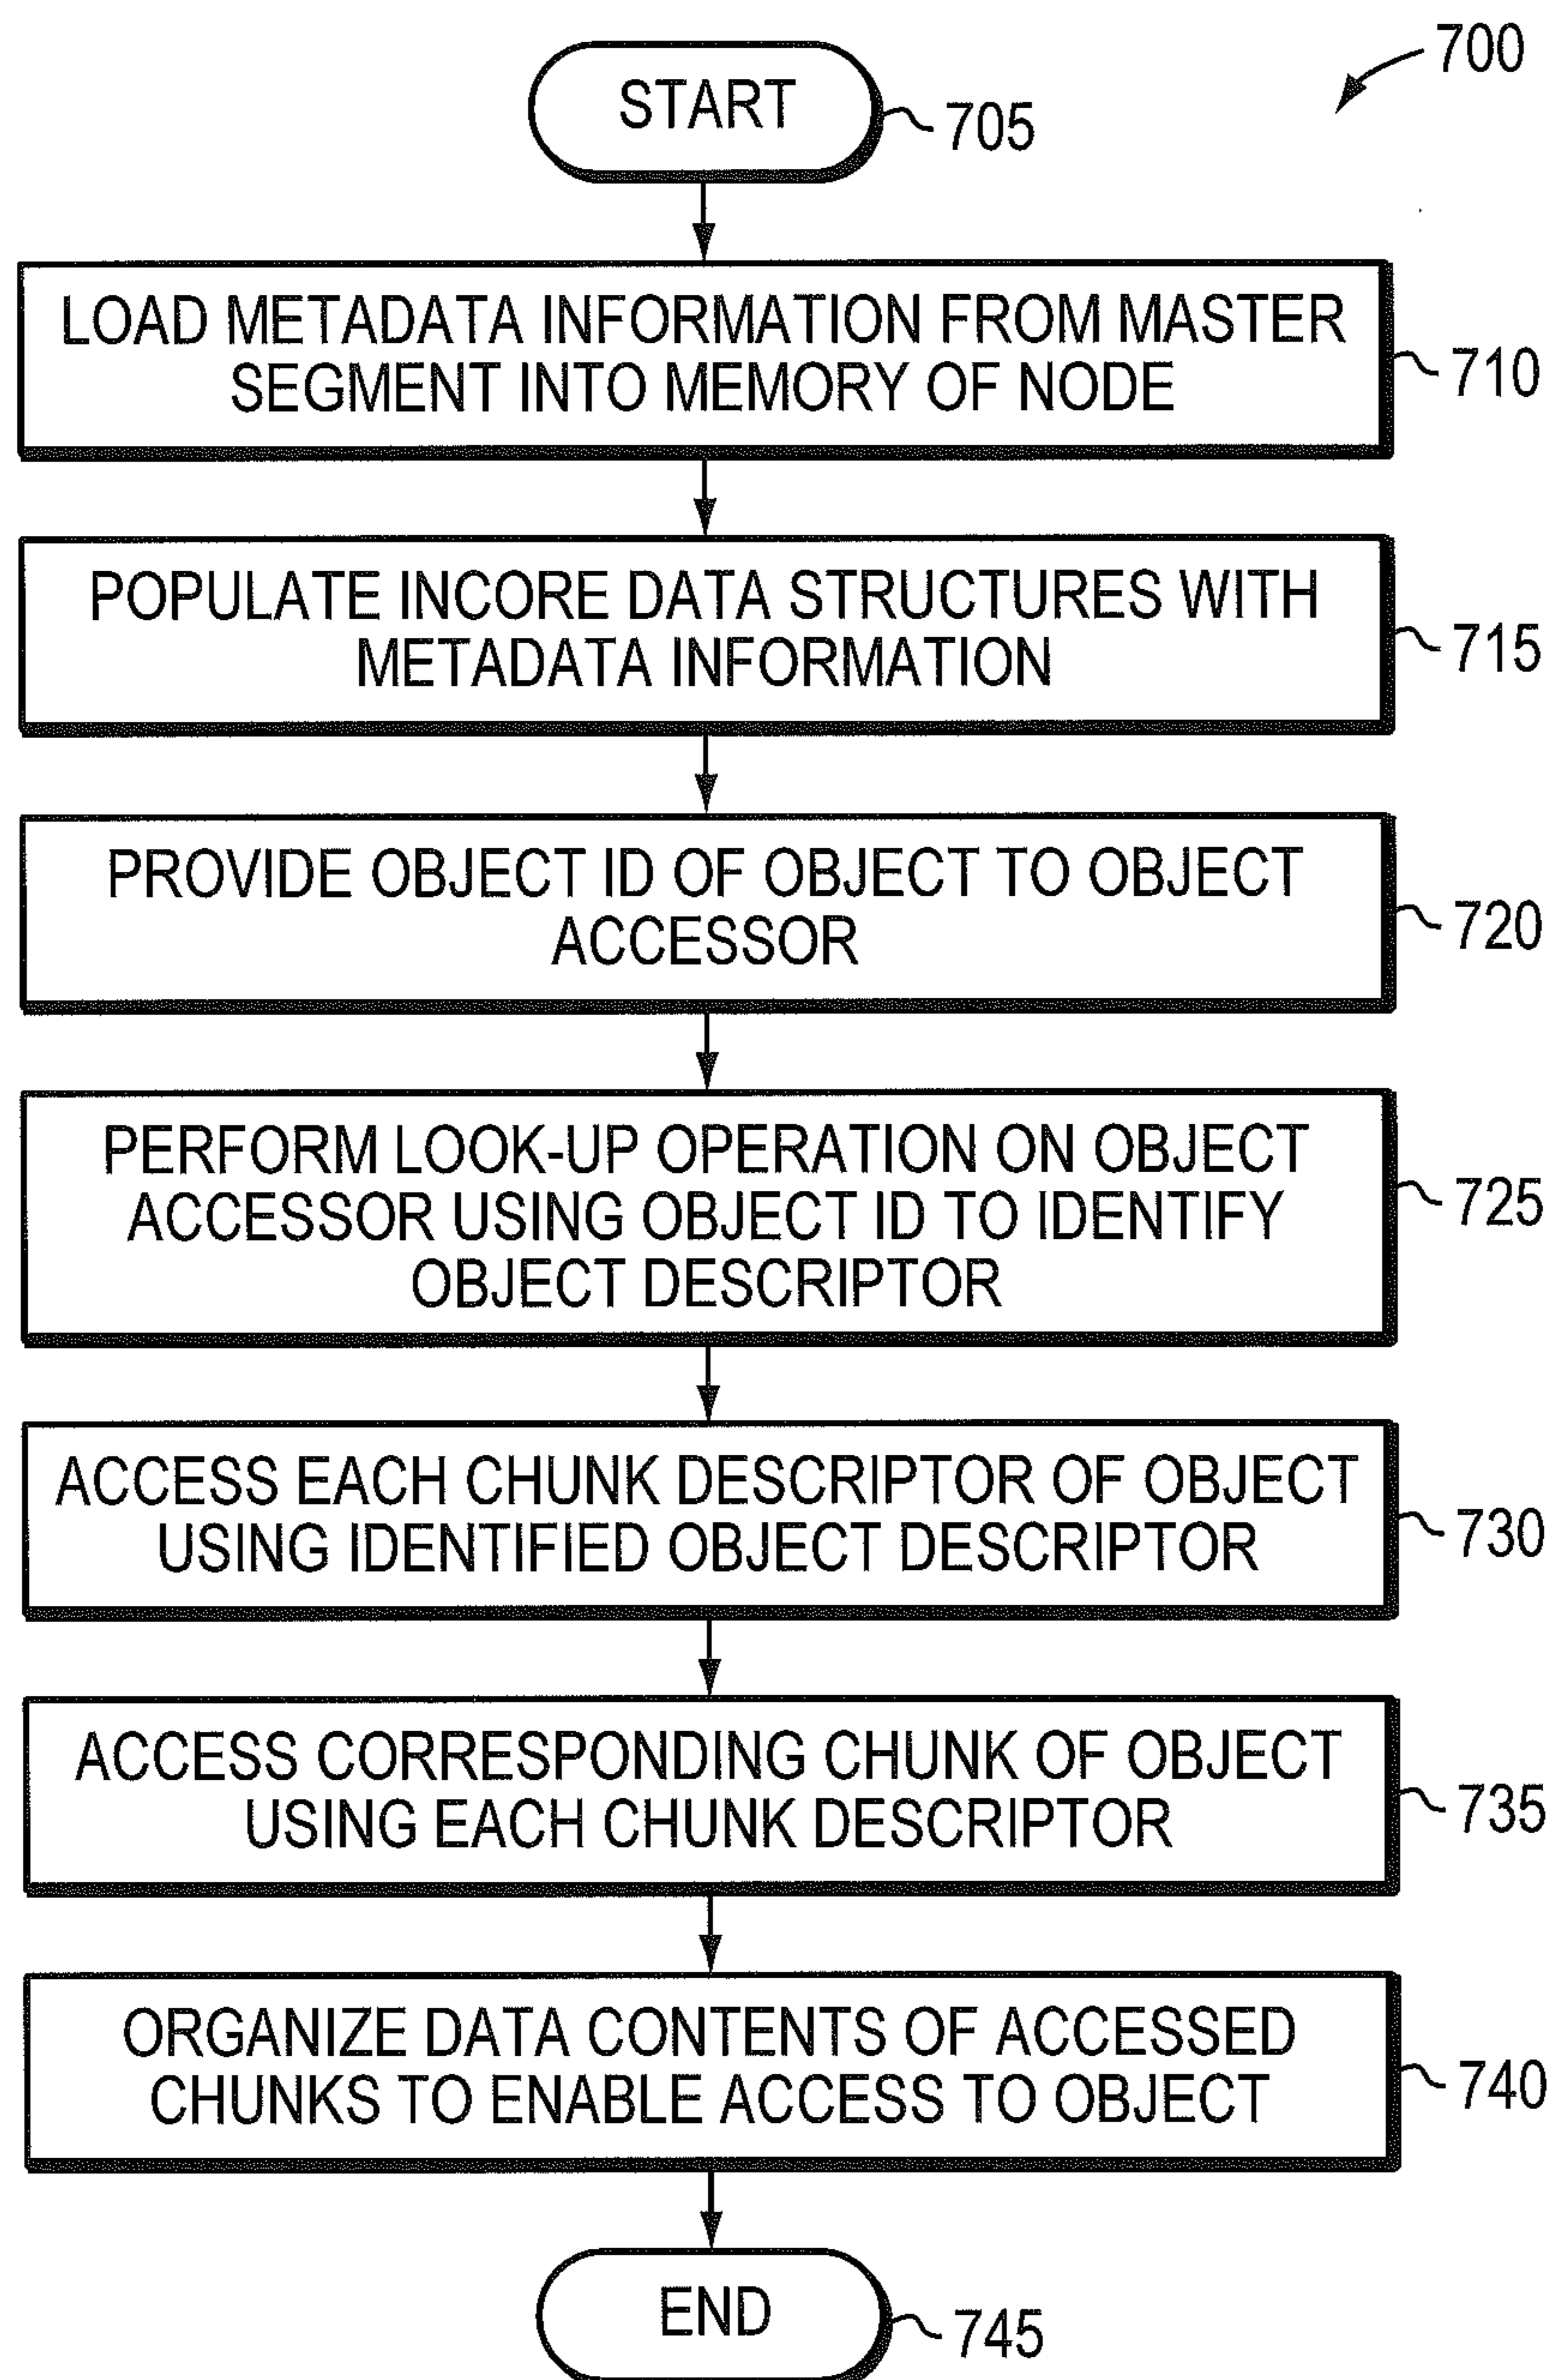 700
START
705
LOAD METADATA INFORMATION FROM MASTER
SEGMENT INTO MEMORY OF NODE
710
POPULATE INCORE DATA STRUCTURES WITH
METADATA INFORMATION
715
PROVIDE OBJECT ID OF OBJECT TO OBJECT
ACCESSOR
720
PERFORM LOOK-UP OPERATION ON OBJECT
ACCESSOR USING OBJECT ID TO IDENTIFY
OBJECT DESCRIPTOR
725
ACCESS EACH CHUNK DESCRIPTOR OF OBJECT
USING IDENTIFIED OBJECT DESCRIPTOR
730
ACCESS CORRESPONDING CHUNK OF OBJECT
USING EACH CHUNK DESCRIPTOR
735
ORGANIZE DATA CONTENTS OF ACCESSED
CHUNKS TO ENABLE ACCESS TO OBJECT
740
END
745